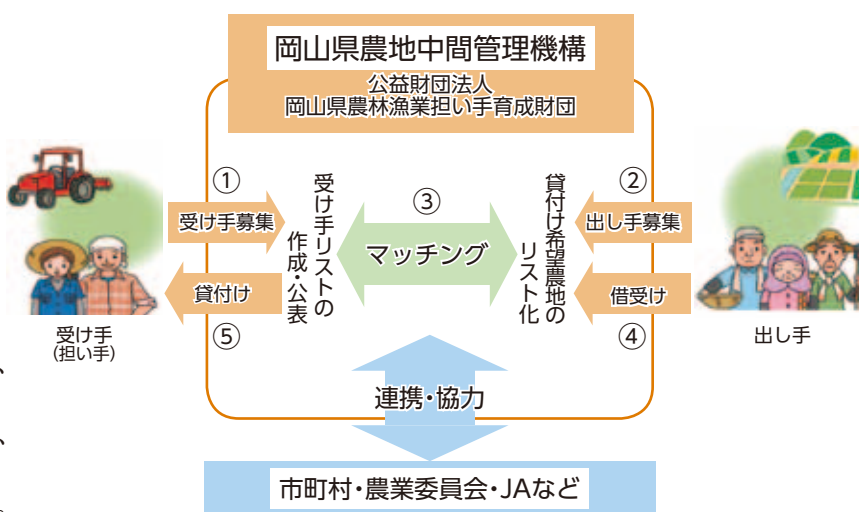 岡山県農地中間管理機構
公益財団法人
岡山県農林漁業担い手育成財団
①
受け手募集
受け手リストの
作成・公表
③
マッチング
貸付け希望農地の
リスト化
②
出し手募集
貸付け
⑤
借受け
④
受け手
(担い手)
出し手
連携・協力
市町村・農業委員会・JAなど
、
、